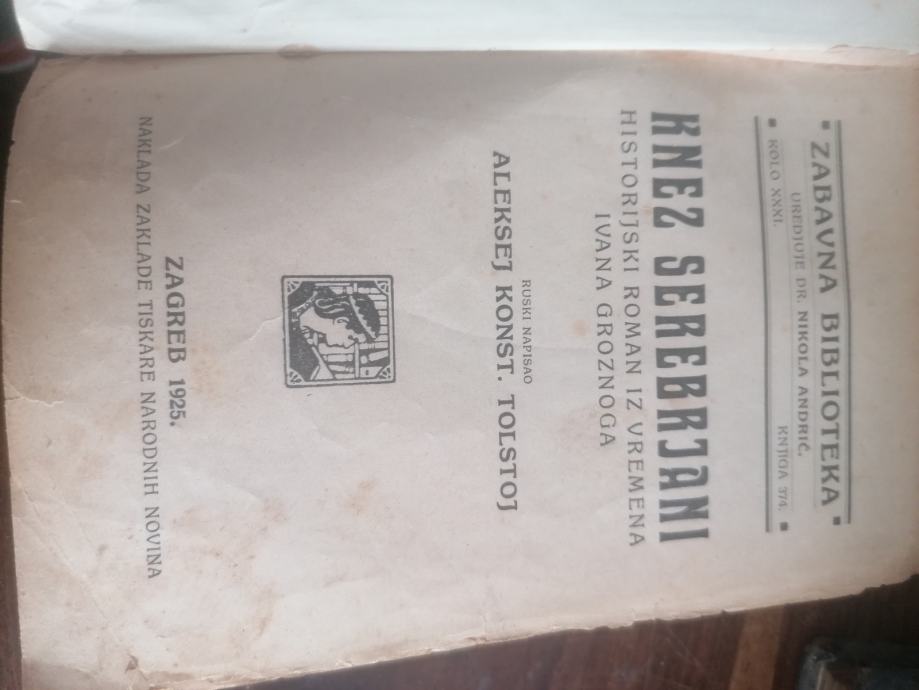 ZABAVNA BIBLIOTEKA
UREDJUJE DR. NIKOLA ANDRIĆ.
KOLO XXXI. KNJIGA 374.
KNEZ SEREBRJANI
HISTORIJSKI ROMAN IZ VREMENA
IVANA GROZNOGA
RUSKI NAPISAO
ALEKSEJ KONST. TOLSTOJ
ZAGREB 1925.
NAKLADA ZAKLADE TISKARE NARODNIH NOVINA